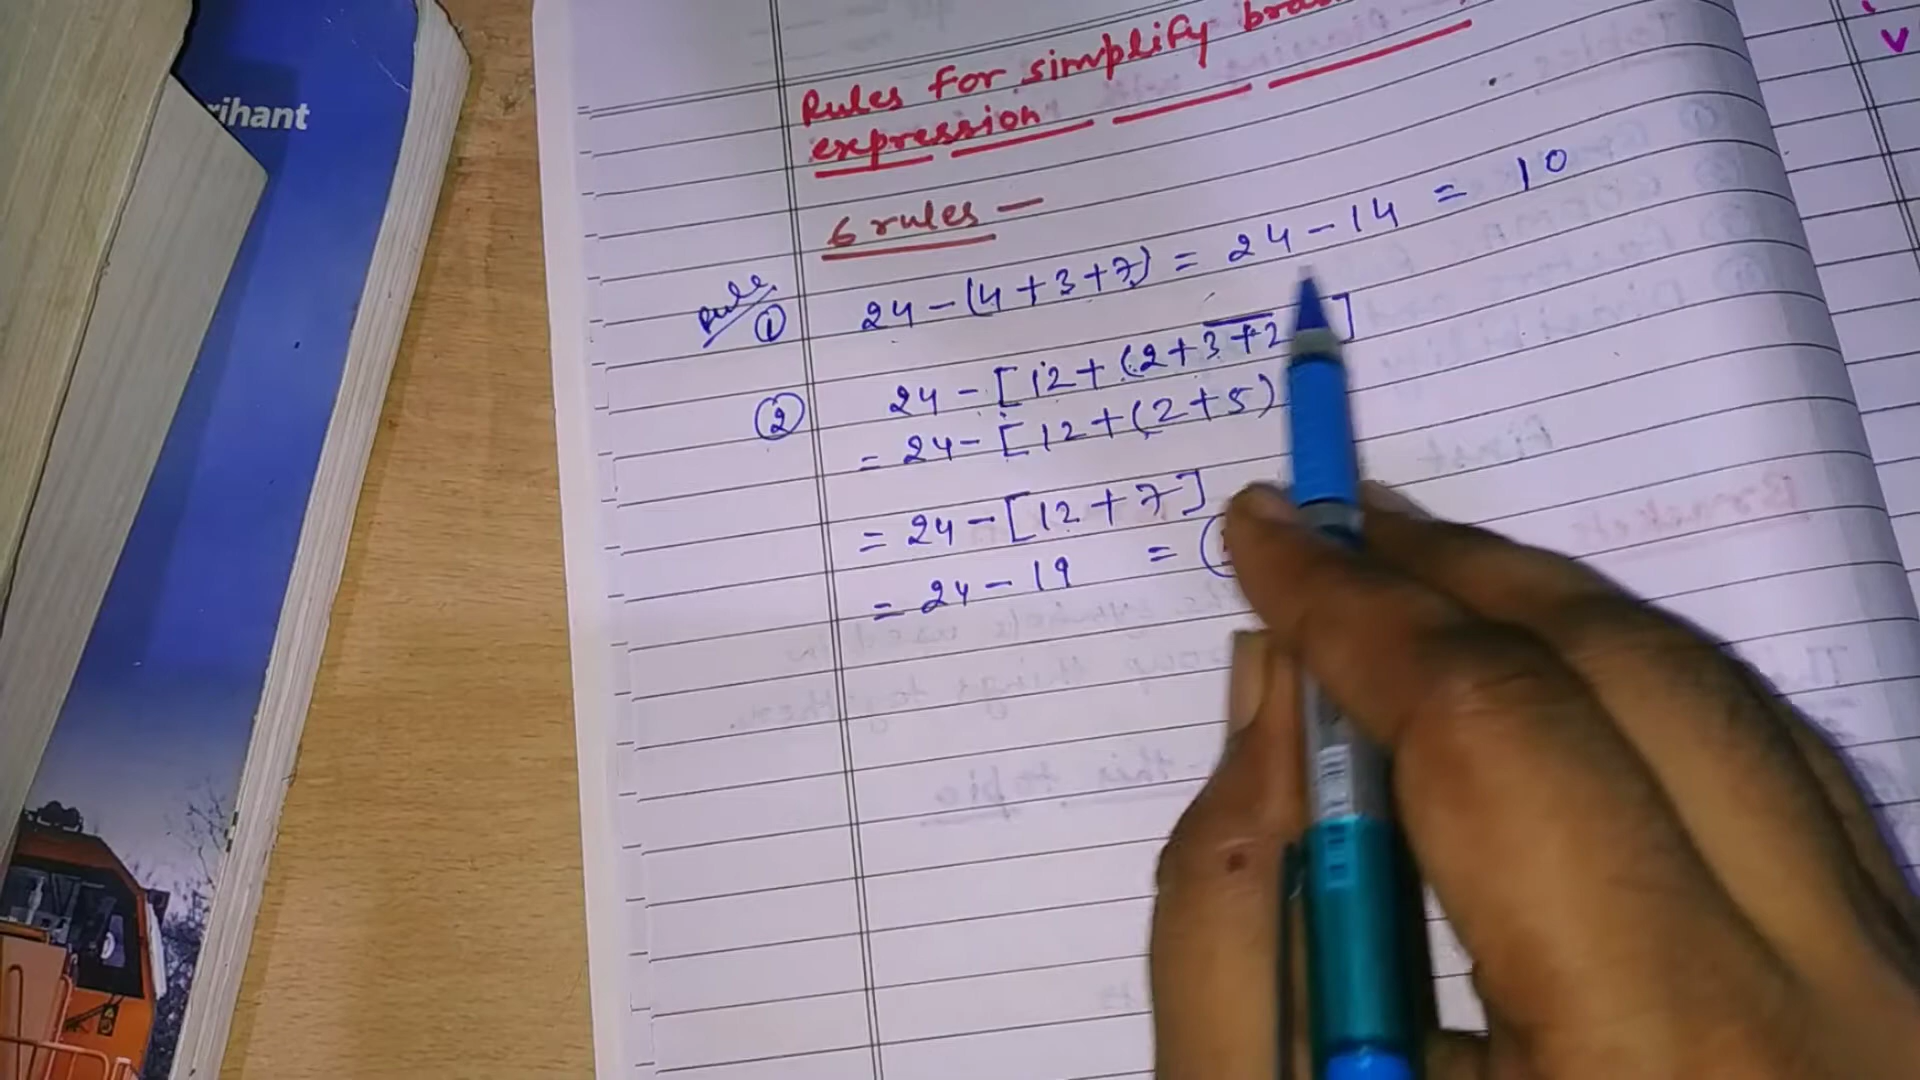 rihant
Rules for simplify
expression
6 rules —
Rule
① 24 - (4 + 3 + 7) = 24 - 14 = 10
② 24 - [12 + (2 + 3 + 2 ]
= 24 - [12 + (2 + 5)
= 24 - [12 + 7]
= 24 - 19 =
V